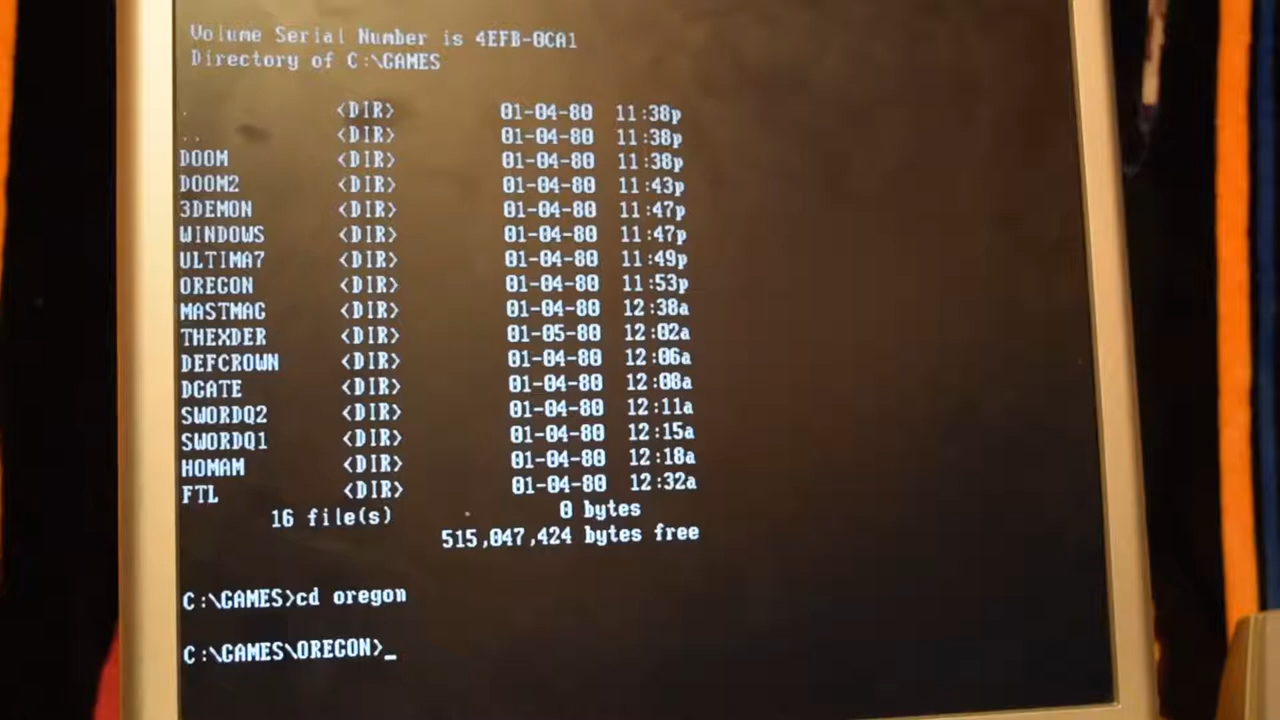 Volume Serial Number is 4EFB-0CA1
Directory of C:\GAMES
. <DIR> 01-04-80 11:38p
.. <DIR> 01-04-80 11:38p
DOOM <DIR> 01-04-80 11:38p
DOOM2 <DIR> 01-04-80 11:43p
3DEMON <DIR> 01-04-80 11:47p
WINDOWS <DIR> 01-04-80 11:47p
ULTIMA7 <DIR> 01-04-80 11:49p
OREGON <DIR> 01-04-80 11:53p
MASTMAG <DIR> 01-04-80 12:38a
THEXDER <DIR> 01-05-80 12:02a
DEFCROWN <DIR> 01-04-80 12:06a
DGATE <DIR> 01-04-80 12:08a
SWORDQ2 <DIR> 01-04-80 12:11a
SWORDQ1 <DIR> 01-04-80 12:15a
HOMAM <DIR> 01-04-80 12:18a
FTL <DIR> 01-04-80 12:32a
16 file(s) 0 bytes
515,047,424 bytes free
C:\GAMES>cd oregon
C:\GAMES\OREGON>_